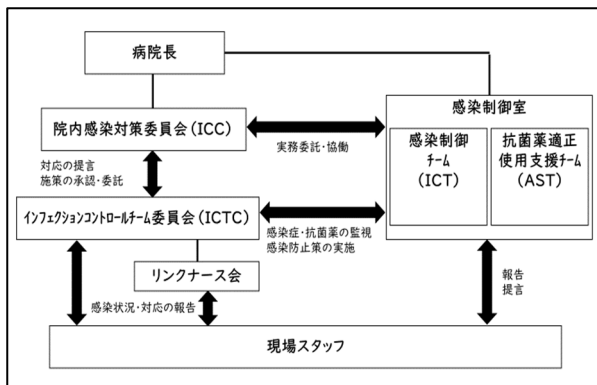 病院長
感染制御室
院内感染対策委員会(ICC)
実務委託・協働
感染制御
チーム
(ICT)
抗菌薬適正
使用支援チーム
(AST)
対応の提言
施策の承認・委託
インフェクションコントロールチーム委員会(ICTC)
感染症・抗菌薬の監視
感染防止策の実施
リンクナース会
報告
提言
感染状況・対応の報告
現場スタッフ